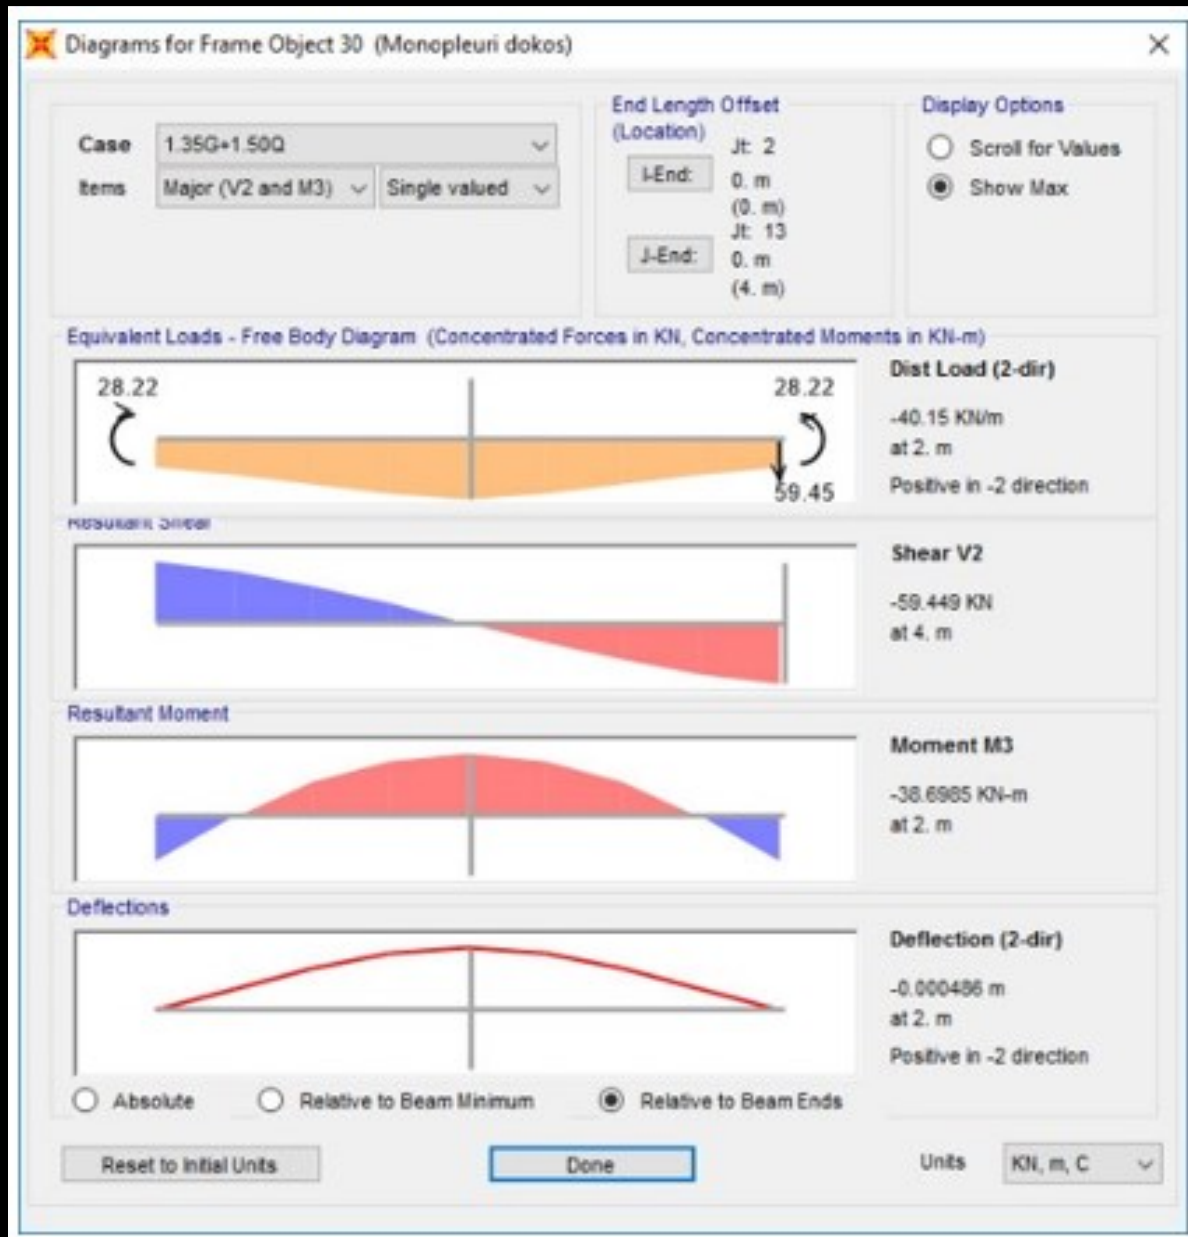 Diagrams for Frame Object 30 (Monopleuri dokos)
Case 1.35G+1.50Q
Items Major (V2 and M3) Single valued
End Length Offset
(Location)
Jt: 2
I-End: 0. m
(0. m)
Jt: 13
J-End: 0. m
(4. m)
Display Options
Scroll for Values
Show Max
Equivalent Loads - Free Body Diagram (Concentrated Forces in KN, Concentrated Moments in KN-m)
28.22 28.22
59.45
Dist Load (2-dir)
-40.15 KN/m
at 2. m
Positive in -2 direction
Resultant Shear
Shear V2
-59.449 KN
at 4. m
Resultant Moment
Moment M3
-38.6985 KN-m
at 2. m
Deflections
Deflection (2-dir)
-0.000486 m
at 2. m
Positive in -2 direction
Absolute Relative to Beam Minimum Relative to Beam Ends
Reset to Initial Units Done Units KN, m, C